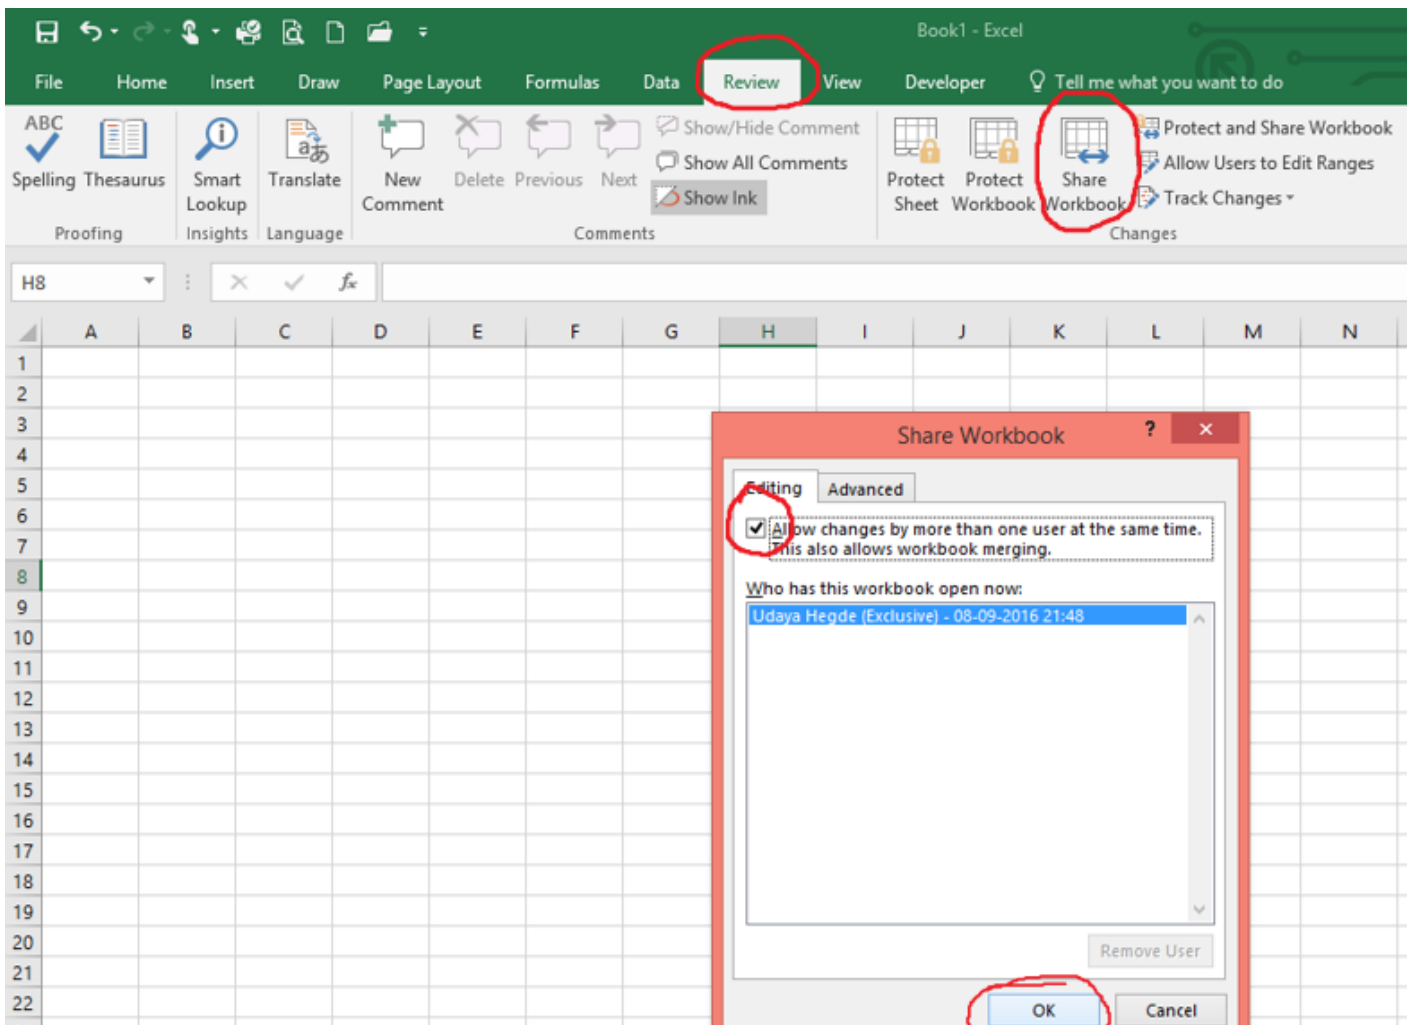 Book1 - Excel
File Home Insert Draw Page Layout Formulas Data Review View Developer Tell me what you want to do
ABC
Spelling Thesaurus Smart Lookup Translate New Comment Delete Previous Next
Show/Hide Comment
Show All Comments
Show Ink
Protect Sheet Protect Workbook Share Workbook
Protect and Share Workbook
Allow Users to Edit Ranges
Track Changes
Proofing Insights Language Comments Changes
H8 fx
A B C D E F G H I J K L M N
1
2
3
4
5
6
7
8
9
10
11
12
13
14
15
16
17
18
19
20
21
22
Share Workbook ?
Editing Advanced
Allow changes by more than one user at the same time.
This also allows workbook merging.
Who has this workbook open now:
Udaya Hegde (Exclusive) - 08-09-2016 21:48
Remove User
OK Cancel